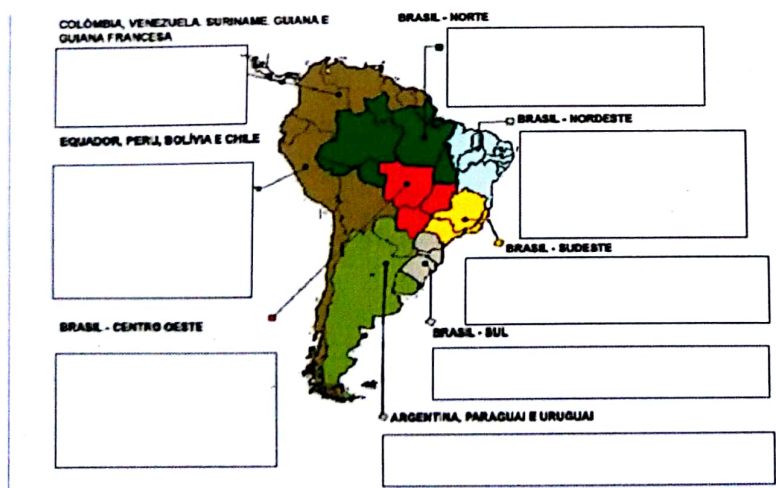 COLÔMBIA, VENEZUELA. SURINAME. GUIANA E
GUIANA FRANCESA
BRASIL - NORTE
BRASIL - NORDESTE
EQUADOR, PERU, BOLÍVIA E CHILE
BRASIL - SUDESTE
BRASIL - CENTRO OESTE
BRASIL - SUL
ARGENTINA, PARAGUAI E URUGUAI